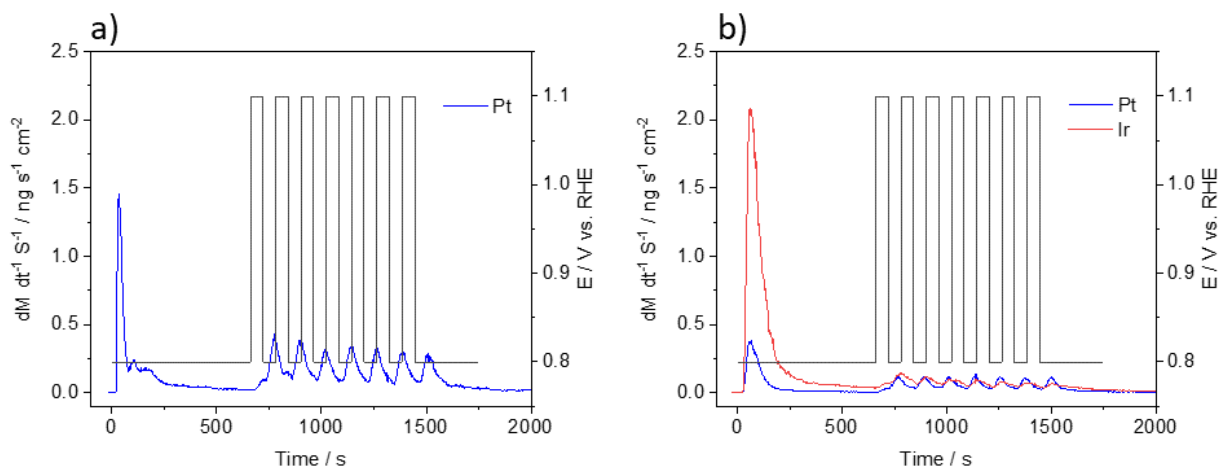 a)
2.5
2.0
1.5
1.0
0.5
0.0
dM dt⁻¹ S⁻¹ / ng s⁻¹ cm⁻²
1.1
1.0
0.9
0.8
E / V vs. RHE
Pt
0
500
1000
1500
2000
Time / s
b)
2.5
2.0
1.5
1.0
0.5
0.0
dM dt⁻¹ S⁻¹ / ng s⁻¹ cm⁻²
1.1
1.0
0.9
0.8
E / V vs. RHE
Pt
Ir
0
500
1000
1500
2000
Time / s